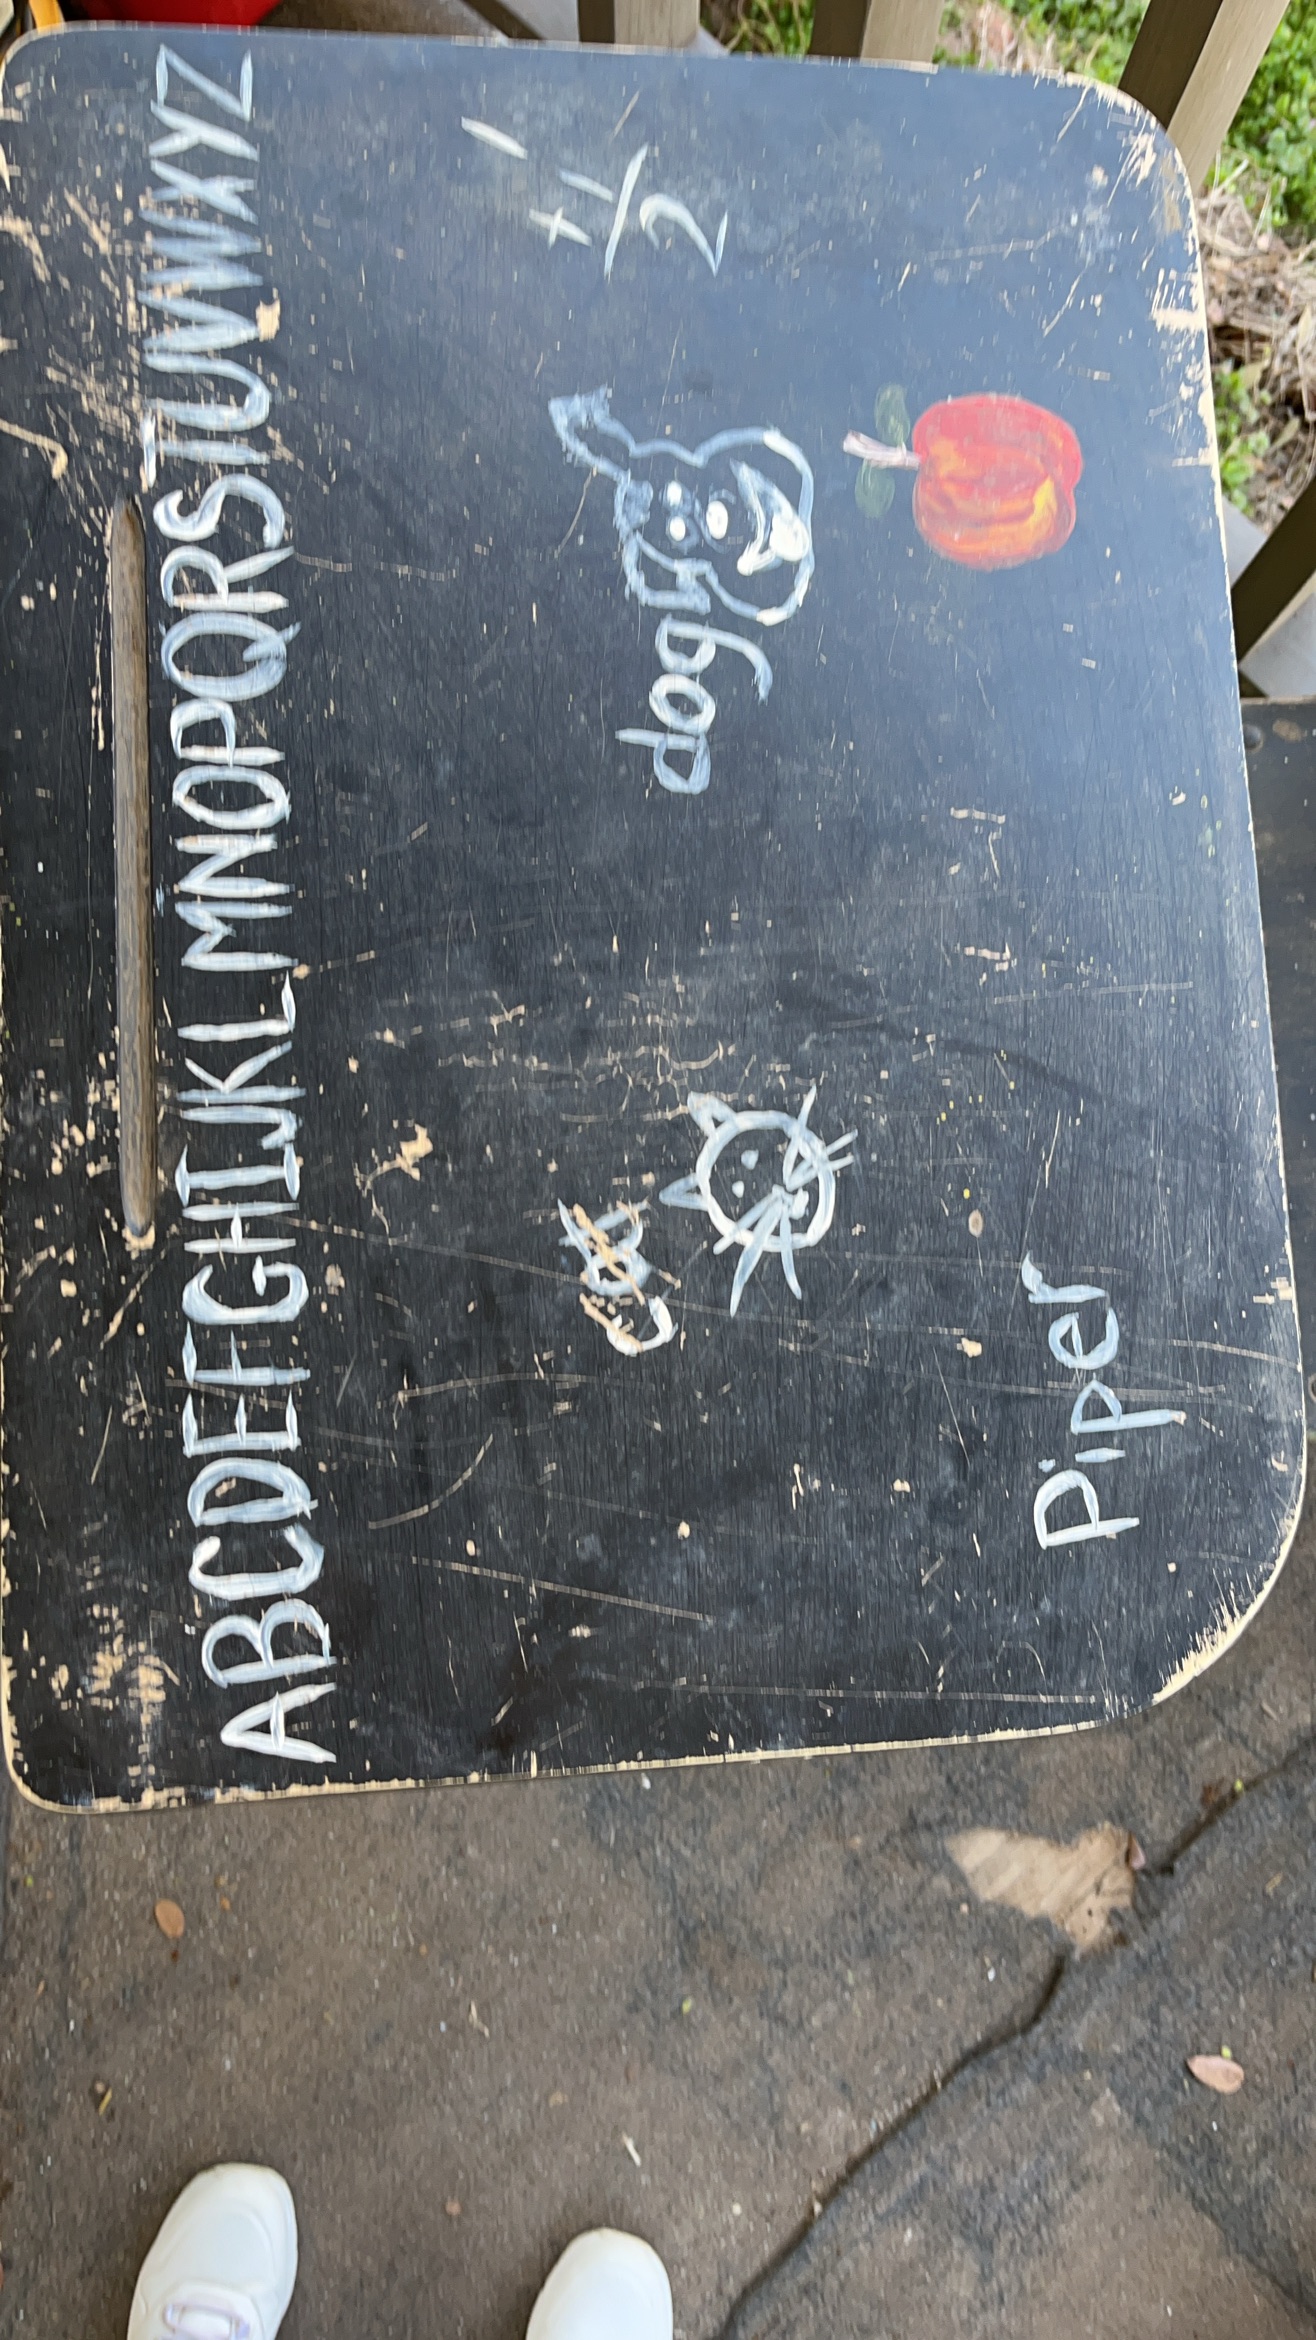 ABCDEFGHIJKLMNOPQRSTUVWXYZ
cat
dog
1
+1
2
Piper